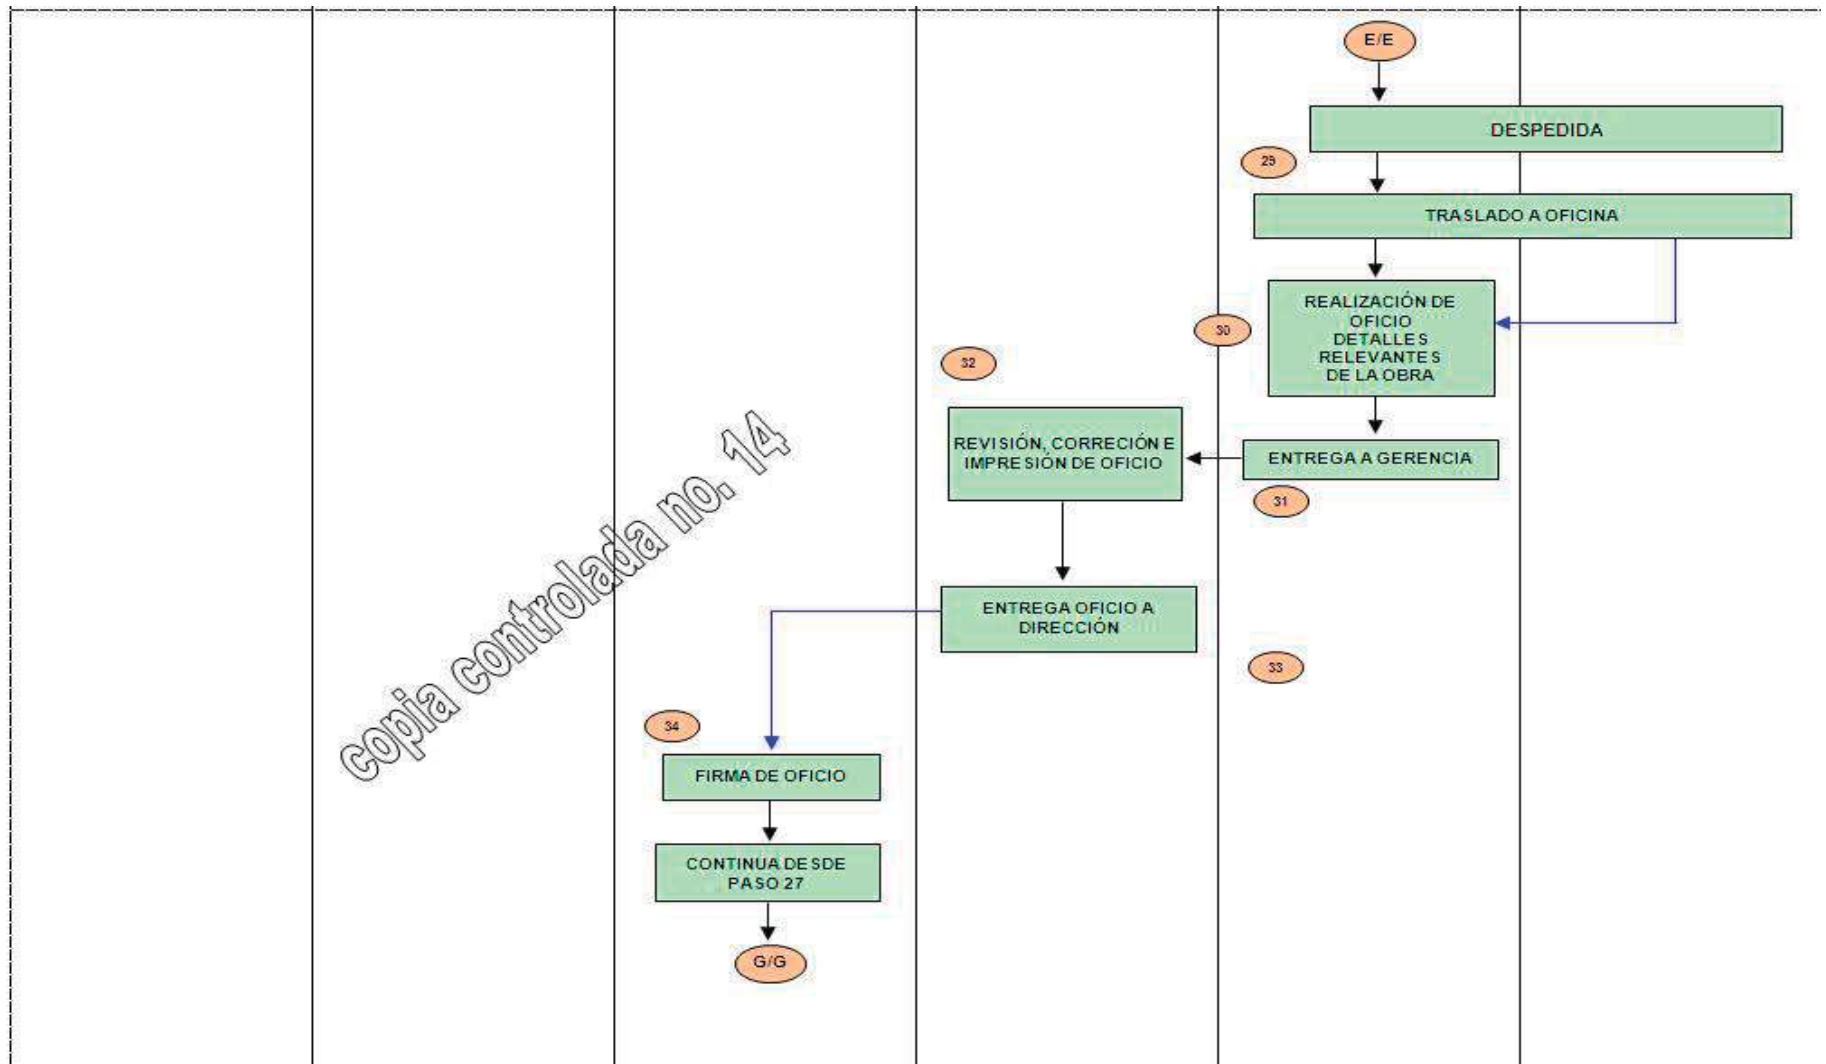 E/E
DESPEDIDA
29
TRASLADO A OFICINA
REALIZACIÓN DE
OFICIO
DETALLES
RELEVANTES
DE LA OBRA
30
32
REVISIÓN, CORRECIÓN E
IMPRESIÓN DE OFICIO
ENTREGA A GERENCIA
31
ENTREGA OFICIO A
DIRECCIÓN
33
34
FIRMA DE OFICIO
CONTINUA DESDE
PASO 27
G/G
copia controlada no. 14